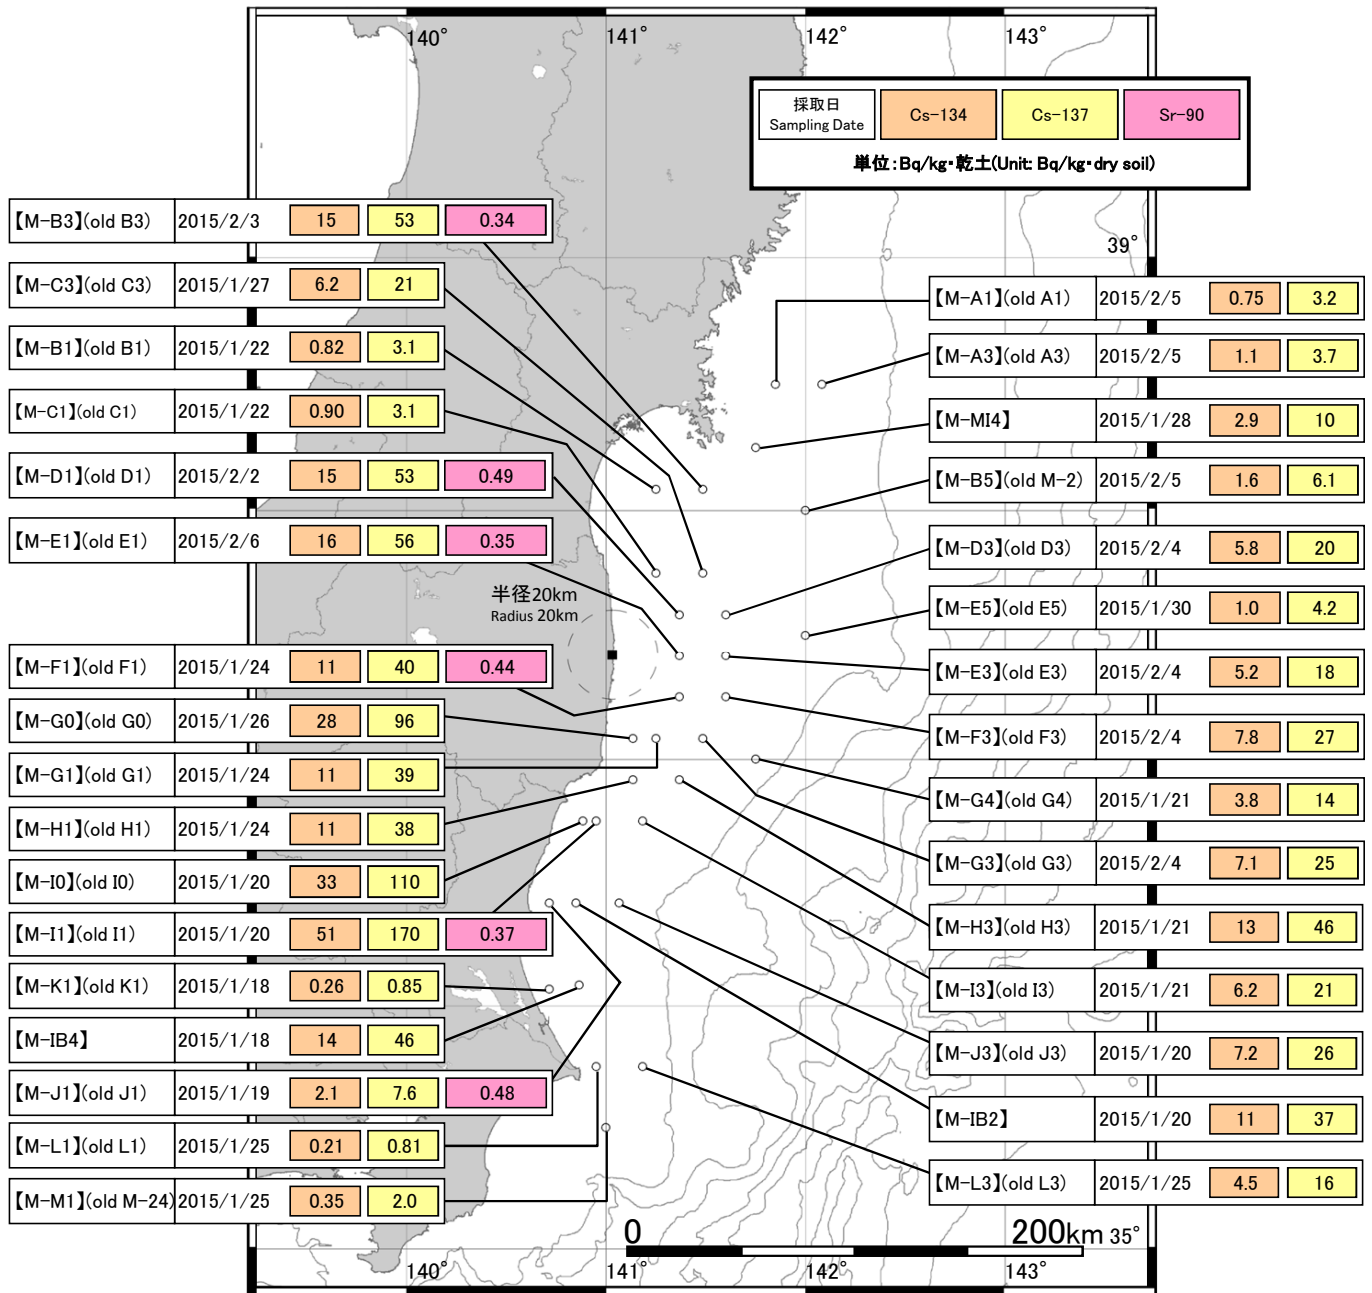 140°
141°
142°
143°
採取日
Sampling Date
Cs-134
Cs-137
Sr-90
単位:Bq/kg・乾土(Unit: Bq/kg・dry soil)
39°
【M-B3】(old B3) 2015/2/3 15 53 0.34
【M-C3】(old C3) 2015/1/27 6.2 21
【M-B1】(old B1) 2015/1/22 0.82 3.1
【M-C1】(old C1) 2015/1/22 0.90 3.1
【M-D1】(old D1) 2015/2/2 15 53 0.49
【M-E1】(old E1) 2015/2/6 16 56 0.35
半径20km
Radius 20km
【M-F1】(old F1) 2015/1/24 11 40 0.44
【M-G0】(old G0) 2015/1/26 28 96
【M-G1】(old G1) 2015/1/24 11 39
【M-H1】(old H1) 2015/1/24 11 38
【M-I0】(old I0) 2015/1/20 33 110
【M-I1】(old I1) 2015/1/20 51 170 0.37
【M-K1】(old K1) 2015/1/18 0.26 0.85
【M-IB4】 2015/1/18 14 46
【M-J1】(old J1) 2015/1/19 2.1 7.6 0.48
【M-L1】(old L1) 2015/1/25 0.21 0.81
【M-M1】(old M-24) 2015/1/25 0.35 2.0
【M-A1】(old A1) 2015/2/5 0.75 3.2
【M-A3】(old A3) 2015/2/5 1.1 3.7
【M-MI4】 2015/1/28 2.9 10
【M-B5】(old M-2) 2015/2/5 1.6 6.1
【M-D3】(old D3) 2015/2/4 5.8 20
【M-E5】(old E5) 2015/1/30 1.0 4.2
【M-E3】(old E3) 2015/2/4 5.2 18
【M-F3】(old F3) 2015/2/4 7.8 27
【M-G4】(old G4) 2015/1/21 3.8 14
【M-G3】(old G3) 2015/2/4 7.1 25
【M-H3】(old H3) 2015/1/21 13 46
【M-I3】(old I3) 2015/1/21 6.2 21
【M-J3】(old J3) 2015/1/20 7.2 26
【M-IB2】 2015/1/20 11 37
【M-L3】(old L3) 2015/1/25 4.5 16
0 200km
35°
140°
141°
142°
143°